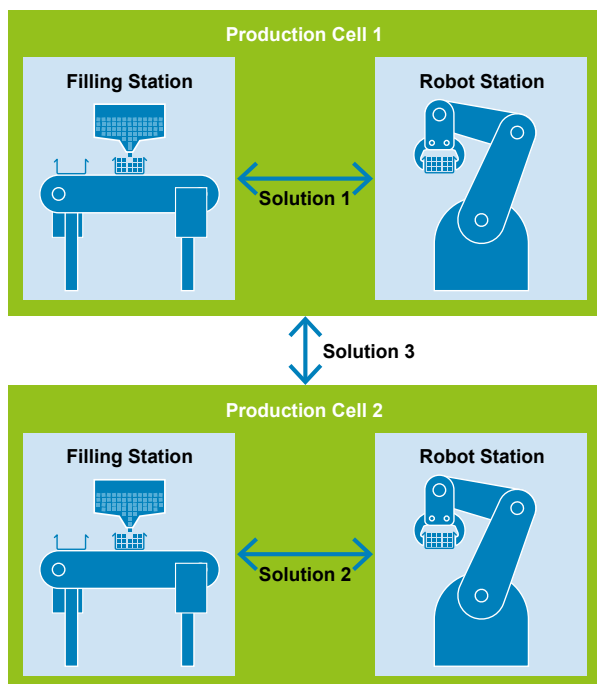 Production Cell 1
Filling Station
Robot Station
Solution 1
Solution 3
Production Cell 2
Filling Station
Robot Station
Solution 2